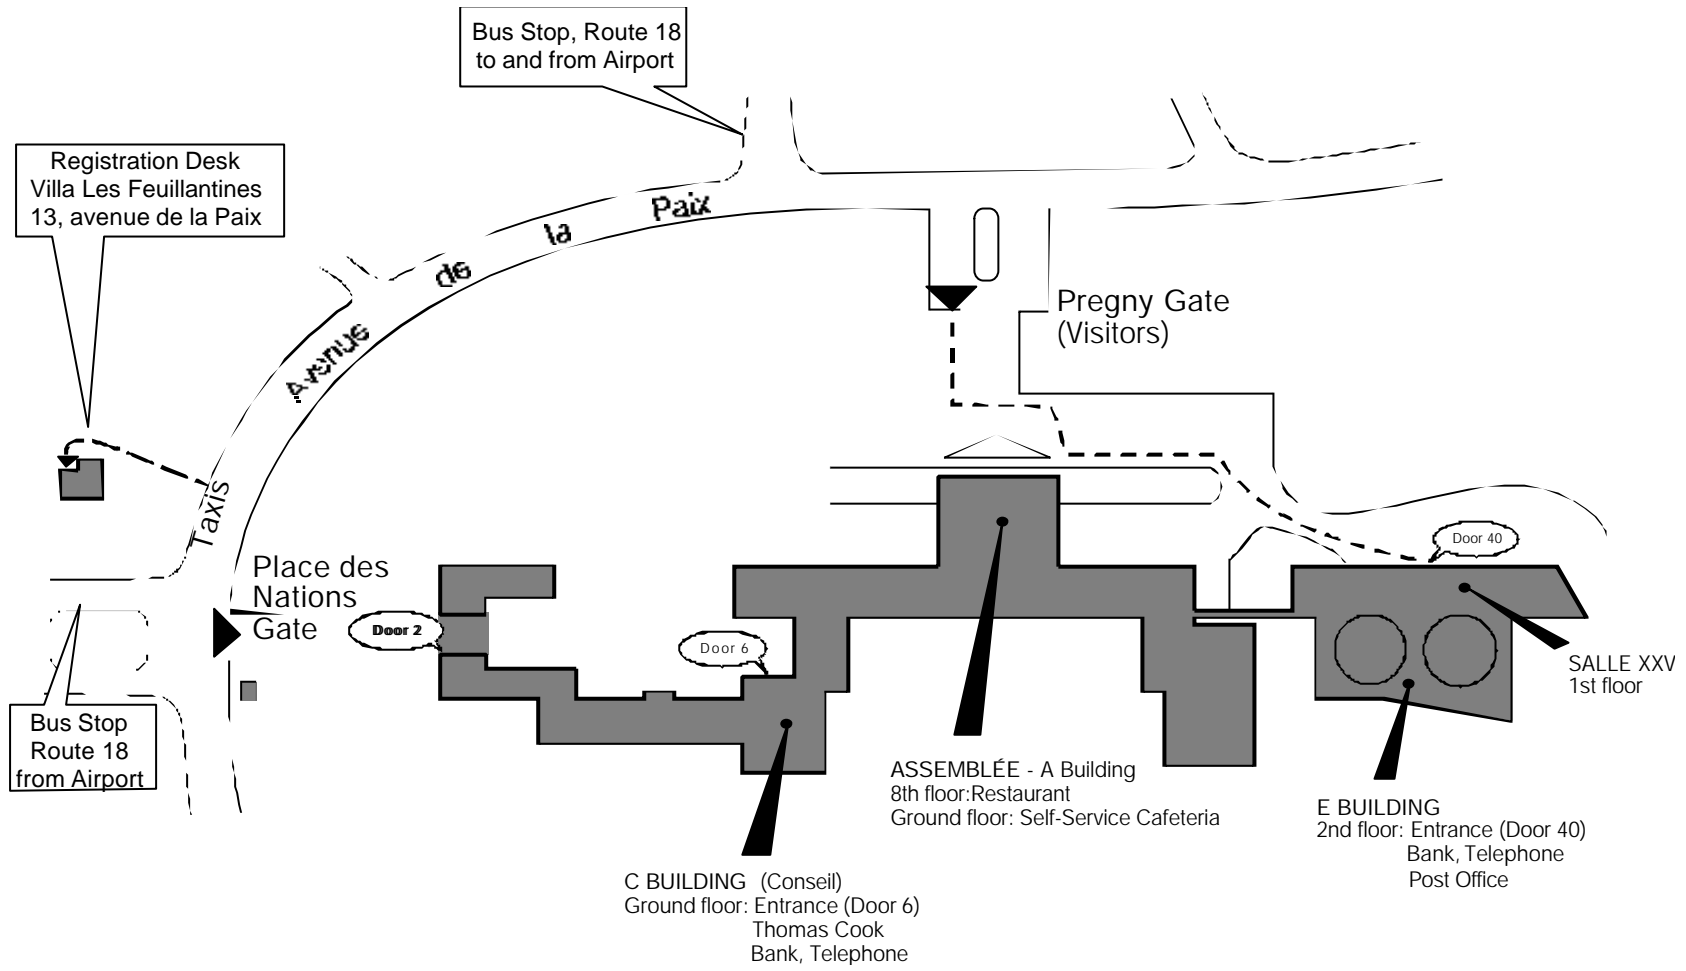 Bus Stop, Route 18
to and from Airport
Registration Desk
Villa Les Feuillantines
13, avenue de la Paix
Avenue de la Paix
Pregny Gate
(Visitors)
Taxis
Place des
Nations
Gate
Door 2
Door 6
Door 40
SALLE XXV
1st floor
Bus Stop
Route 18
from Airport
ASSEMBLÉE - A Building
8th floor:Restaurant
Ground floor: Self-Service Cafeteria
E BUILDING
2nd floor: Entrance (Door 40)
Bank, Telephone
Post Office
C BUILDING (Conseil)
Ground floor: Entrance (Door 6)
Thomas Cook
Bank, Telephone